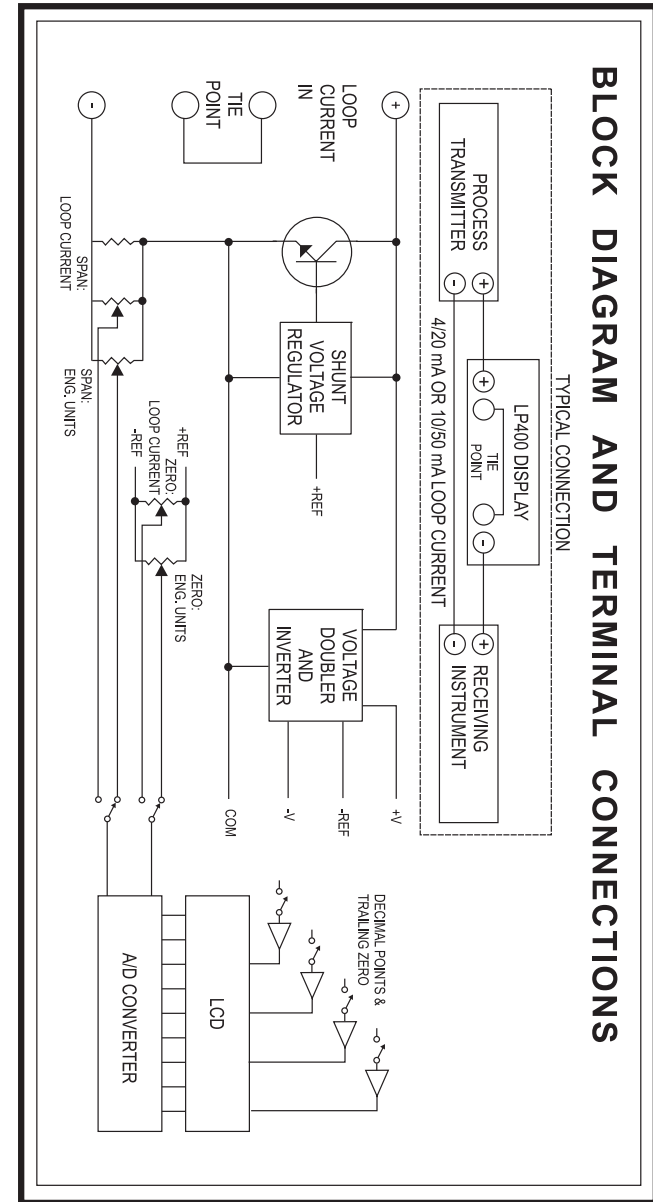 BLOCK DIAGRAM AND TERMINAL CONNECTIONS
TYPICAL CONNECTION
PROCESS
TRANSMITTER
+
-
LP400 DISPLAY
+
TIE
POINT
-
RECEIVING
INSTRUMENT
+
-
4/20 mA OR 10/50 mA LOOP CURRENT
+
LOOP
CURRENT
IN
TIE
POINT
-
SHUNT
VOLTAGE
REGULATOR
+REF
VOLTAGE
DOUBLER
AND
INVERTER
+V
-REF
-V
COM
SPAN:
LOOP CURRENT
SPAN:
ENG. UNITS
+REF
-REF
ZERO:
LOOP CURRENT
ZERO:
ENG. UNITS
DECIMAL POINTS &
TRAILING ZERO
LCD
A/D CONVERTER